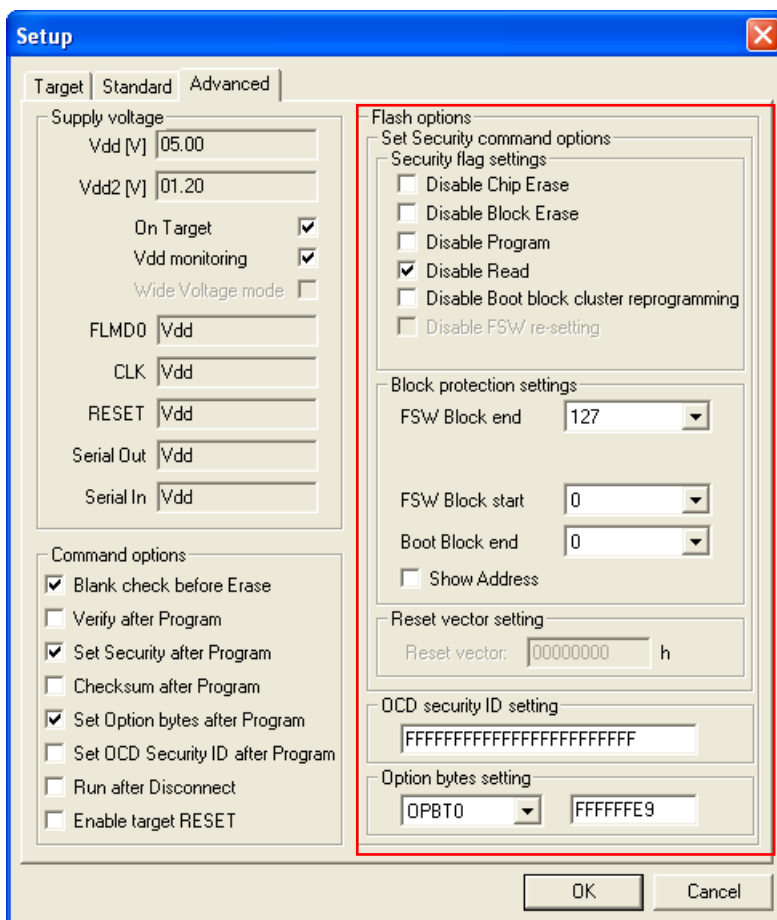 Setup
Target
Standard
Advanced
Supply voltage
Vdd [V] 05.00
Vdd2 [V] 01.20
On Target
Vdd monitoring
Wide Voltage mode
FLMD0 Vdd
CLK Vdd
RESET Vdd
Serial Out Vdd
Serial In Vdd
Command options
Blank check before Erase
Verify after Program
Set Security after Program
Checksum after Program
Set Option bytes after Program
Set OCD Security ID after Program
Run after Disconnect
Enable target RESET
Flash options
Set Security command options
Security flag settings
Disable Chip Erase
Disable Block Erase
Disable Program
Disable Read
Disable Boot block cluster reprogramming
Disable FSW re-setting
Block protection settings
FSW Block end 127
FSW Block start 0
Boot Block end 0
Show Address
Reset vector setting
Reset vector: 00000000 h
OCD security ID setting
FFFFFFFFFFFFFFFFFFFFFFFF
Option bytes setting
OPBT0 FFFFFFE9
OK
Cancel